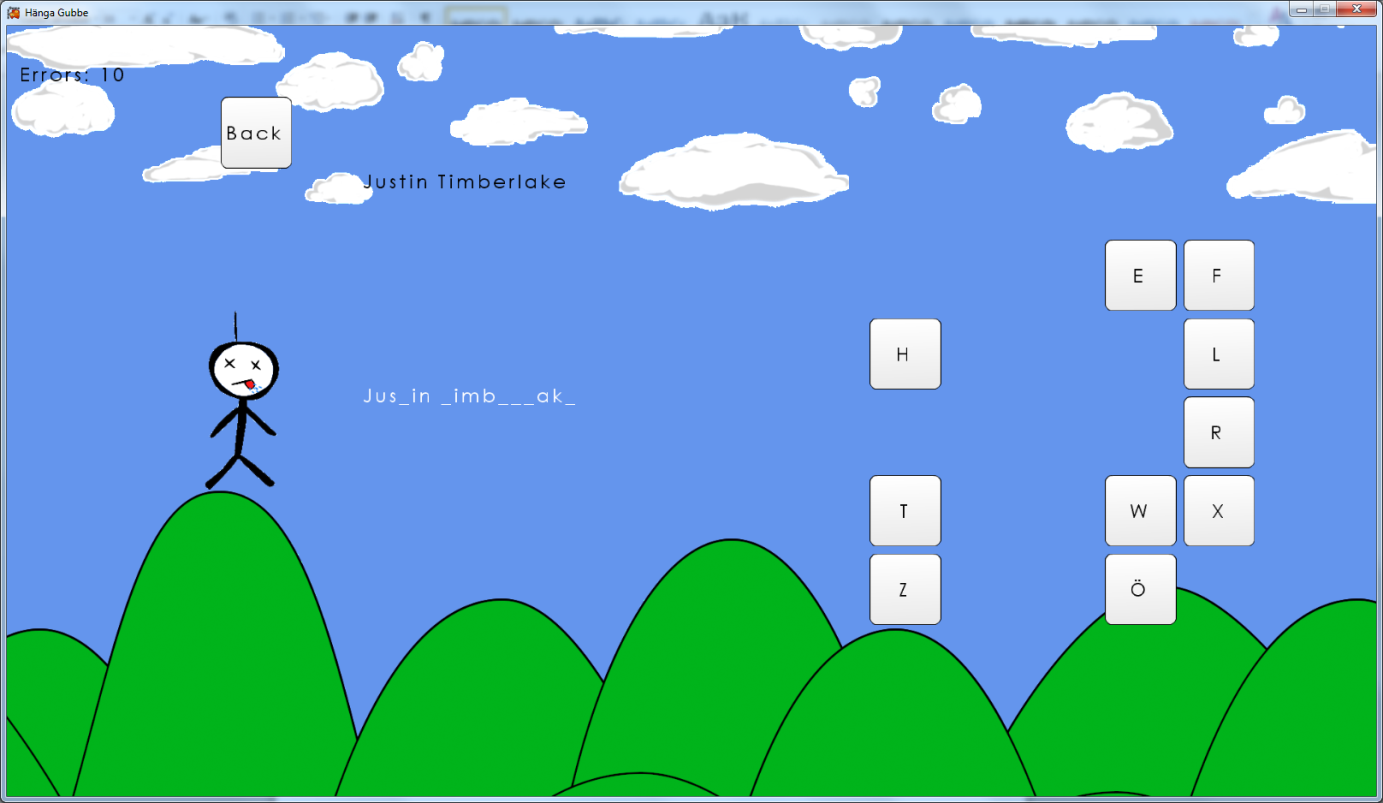 Hänga Gubbe
Errors: 10
Back
Justin Timberlake
E F
H L
Jus_in _imb___ak_
R
T W X
Z Ö